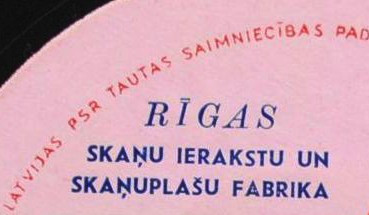 LATVIJAS PSR TAUTAS SAIMNIECĪBAS PAD
RĪGAS
SKAŅU IERAKSTU UN
SKAŅUPLAŠU FABRIKA